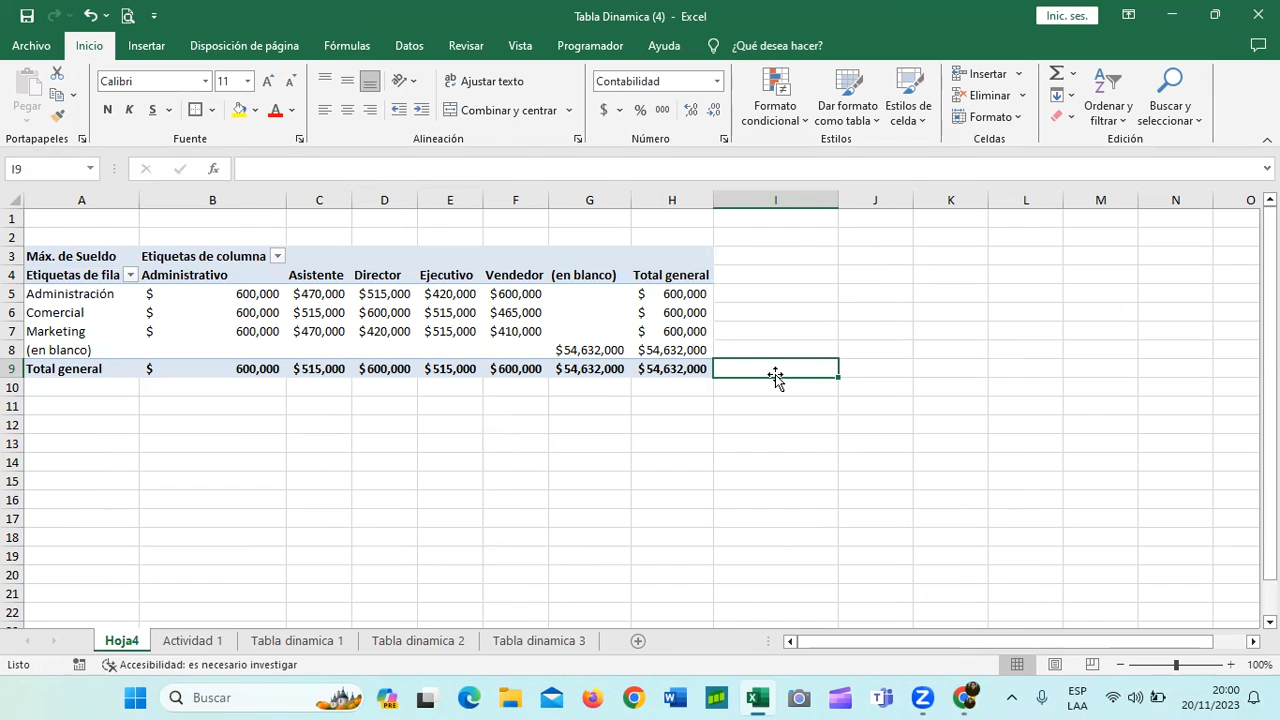 Tabla Dinamica (4) - Excel
Inic. ses.
Archivo Inicio Insertar Disposición de página Fórmulas Datos Revisar Vista Programador Ayuda ¿Qué desea hacer?
Pegar
Calibri 11
N K S
Ajustar texto
Combinar y centrar
Contabilidad
$ % 000
Formato condicional
Dar formato como tabla
Estilos de celda
Insertar
Eliminar
Formato
Ordenar y filtrar
Buscar y seleccionar
Portapapeles Fuente Alineación Número Estilos Celdas Edición
I9 fx
A B C D E F G H I J K L M N O
1
2
3 Máx. de Sueldo Etiquetas de columna
4 Etiquetas de fila Administrativo Asistente Director Ejecutivo Vendedor (en blanco) Total general
5 Administración $ 600,000 $470,000 $515,000 $420,000 $600,000 $ 600,000
6 Comercial $ 600,000 $515,000 $600,000 $515,000 $465,000 $ 600,000
7 Marketing $ 600,000 $470,000 $420,000 $515,000 $410,000 $ 600,000
8 (en blanco) $54,632,000 $54,632,000
9 Total general $ 600,000 $515,000 $600,000 $515,000 $600,000 $54,632,000 $54,632,000
10
11
12
13
14
15
16
17
18
19
20
21
22
Hoja4 Actividad 1 Tabla dinamica 1 Tabla dinamica 2 Tabla dinamica 3
Listo Accesibilidad: es necesario investigar 100%
Buscar
ESP
LAA
20:00
20/11/2023